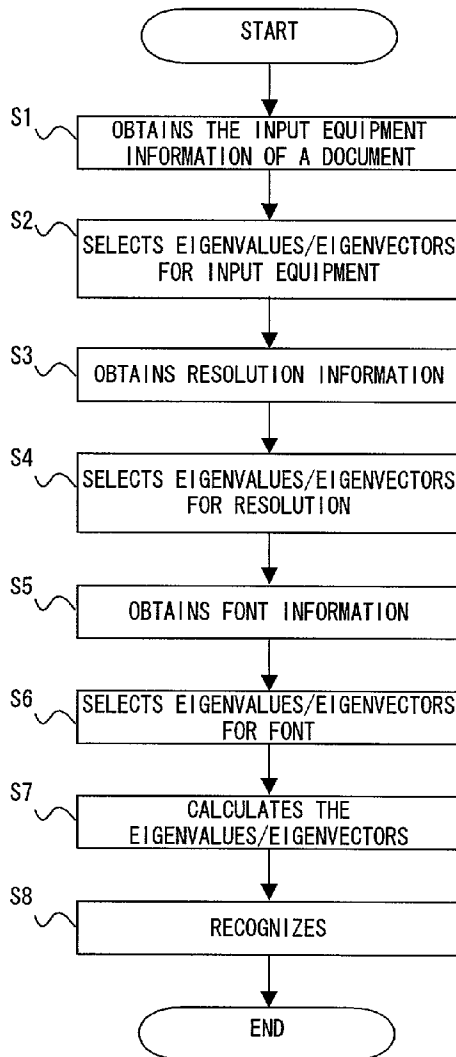 START
S1
OBTAINS THE INPUT EQUIPMENT
INFORMATION OF A DOCUMENT
S2
SELECTS EIGENVALUES/EIGENVECTORS
FOR INPUT EQUIPMENT
S3
OBTAINS RESOLUTION INFORMATION
S4
SELECTS EIGENVALUES/EIGENVECTORS
FOR RESOLUTION
S5
OBTAINS FONT INFORMATION
S6
SELECTS EIGENVALUES/EIGENVECTORS
FOR FONT
S7
CALCULATES THE
EIGENVALUES/EIGENVECTORS
S8
RECOGNIZES
END